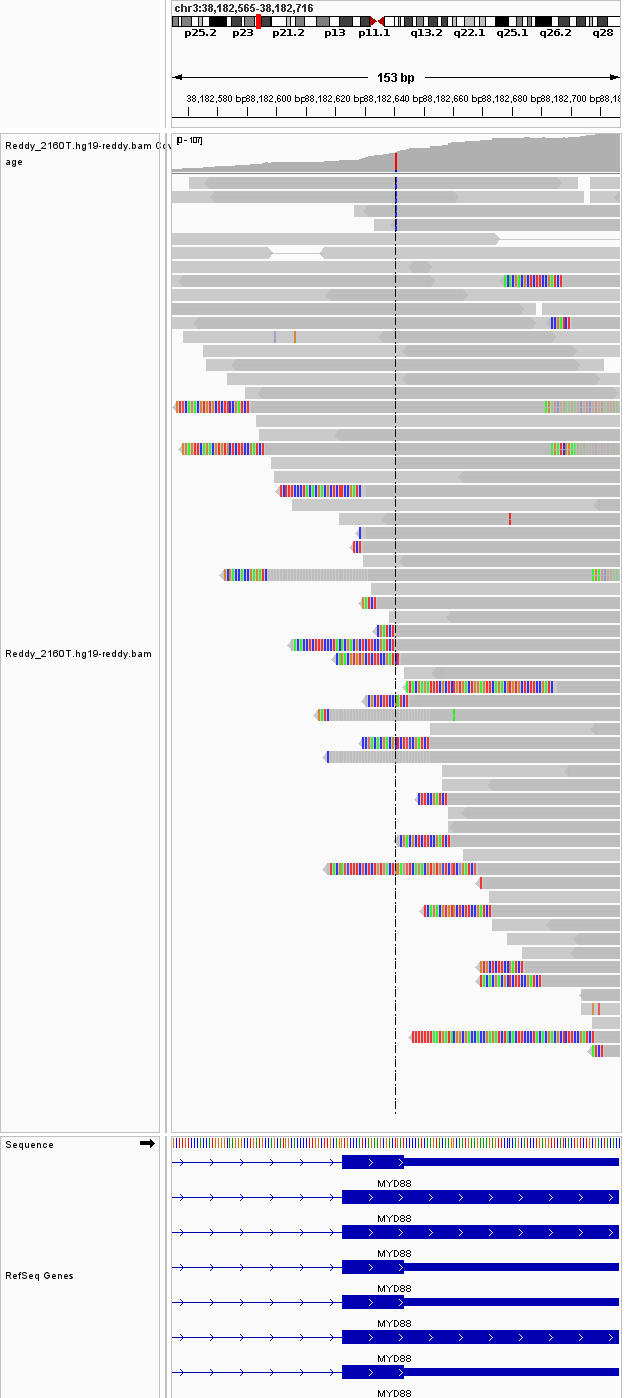 chr3:38,182,565-38,182,716
p25.2 p23 p21.2 p13 p11.1 q13.2 q22.1 q25.1 q26.2 q28
153 bp
38,182,580 bp 38,182,600 bp 38,182,620 bp 38,182,640 bp 38,182,660 bp 38,182,680 bp 38,182,700 bp 38,18
[0 - 107]
Reddy_2160T.hg19-reddy.bam Cov
age
Reddy_2160T.hg19-reddy.bam
Sequence
MYD88
MYD88
MYD88
MYD88
RefSeq Genes
MYD88
MYD88
MYD88
MYD88